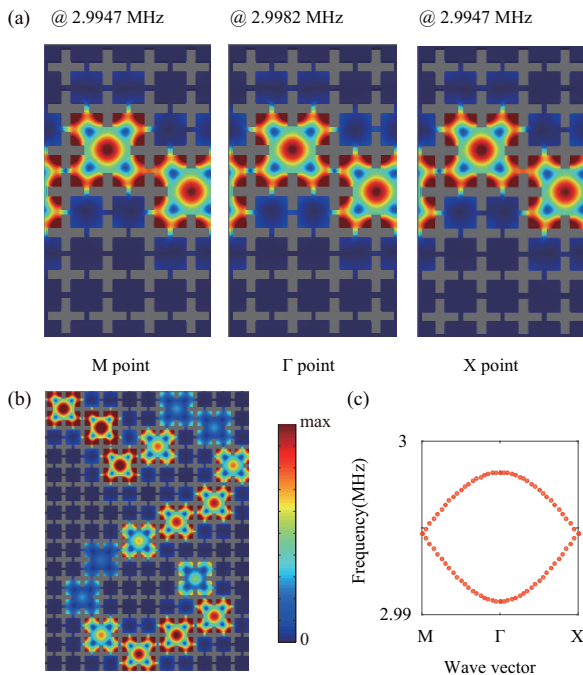 (a) @ 2.9947 MHz @ 2.9982 MHz @ 2.9947 MHz
M point Γ point X point
(b) max (c)
0
3
2.99
Frequency(MHz)
M Γ X
Wave vector